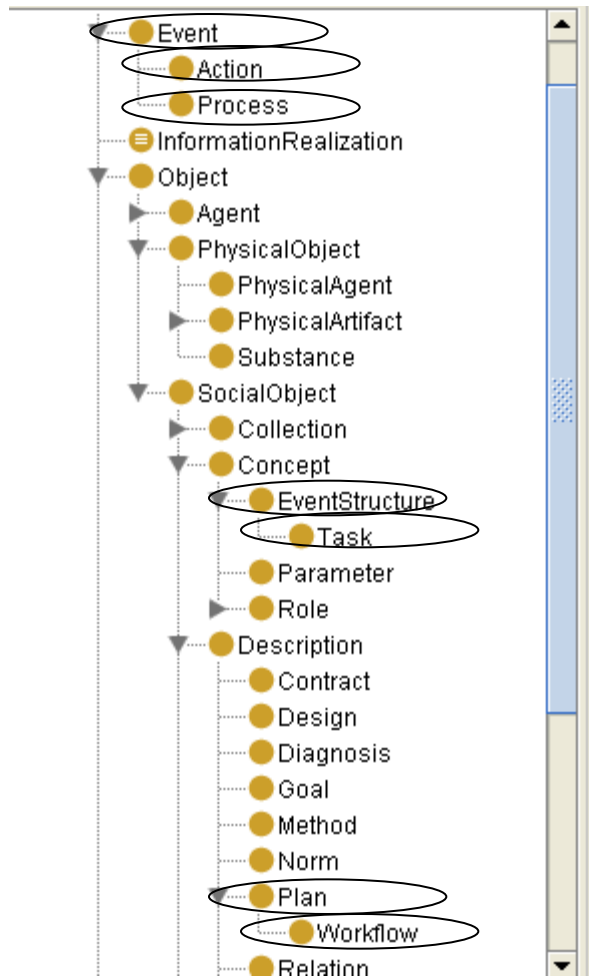 Event
Action
Process
InformationRealization
Object
Agent
PhysicalObject
PhysicalAgent
PhysicalArtifact
Substance
SocialObject
Collection
Concept
EventStructure
Task
Parameter
Role
Description
Contract
Design
Diagnosis
Goal
Method
Norm
Plan
Workflow
Relation